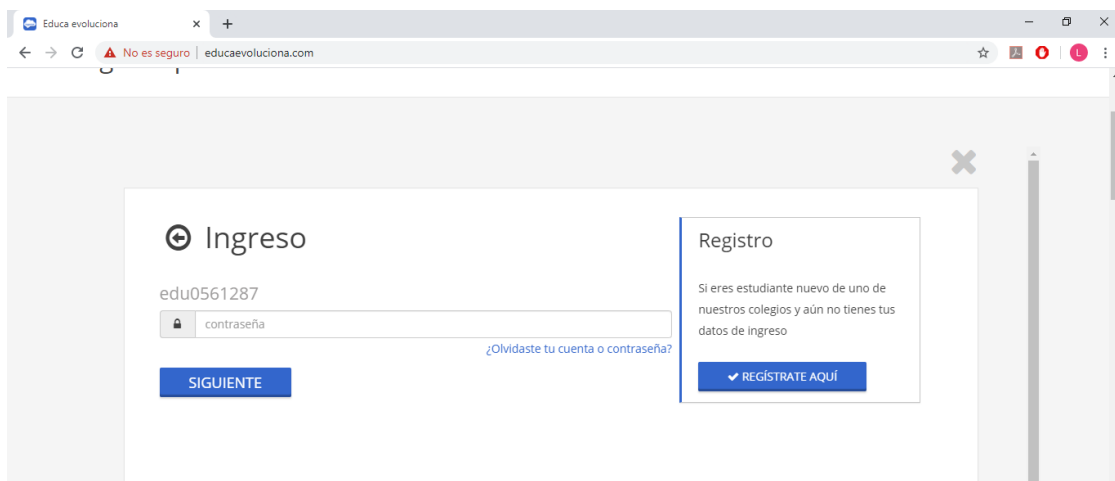 Educa evoluciona
No es seguro | educaevoluciona.com
L
Ingreso
edu0561287
contraseña
¿Olvidaste tu cuenta o contraseña?
SIGUIENTE
Registro
Si eres estudiante nuevo de uno de
nuestros colegios y aún no tienes tus
datos de ingreso
REGÍSTRATE AQUÍ